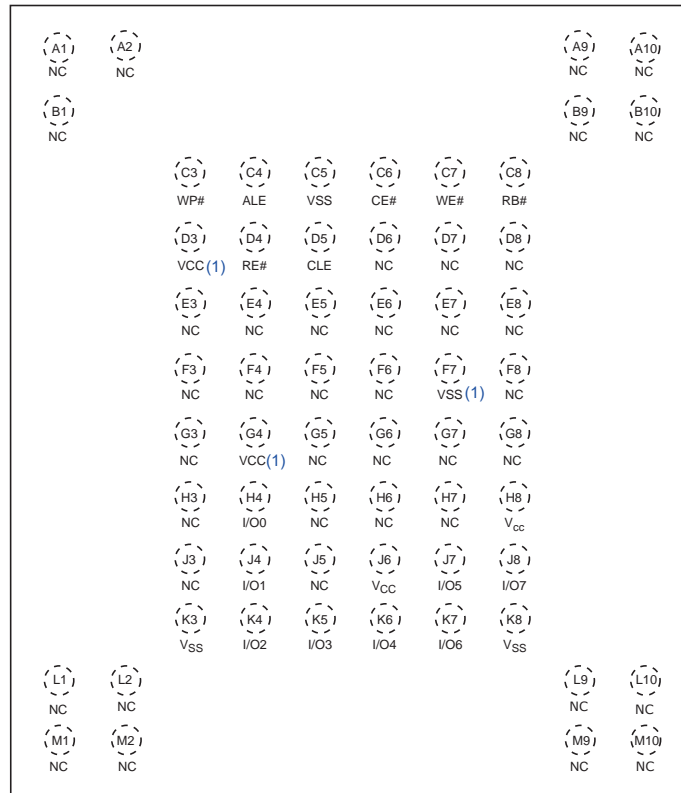 A1 A2 A9 A10
NC NC NC NC
B1 B9 B10
NC NC NC
C3 C4 C5 C6 C7 C8
WP# ALE VSS CE# WE# RB#
D3 D4 D5 D6 D7 D8
VCC(1) RE# CLE NC NC NC
E3 E4 E5 E6 E7 E8
NC NC NC NC NC NC
F3 F4 F5 F6 F7 F8
NC NC NC NC VSS(1) NC
G3 G4 G5 G6 G7 G8
NC VCC(1) NC NC NC NC
H3 H4 H5 H6 H7 H8
NC I/O0 NC NC NC Vcc
J3 J4 J5 J6 J7 J8
NC I/O1 NC VCC I/O5 I/O7
K3 K4 K5 K6 K7 K8
VSS I/O2 I/O3 I/O4 I/O6 VSS
L1 L2 L9 L10
NC NC NC NC
M1 M2 M9 M10
NC NC NC NC